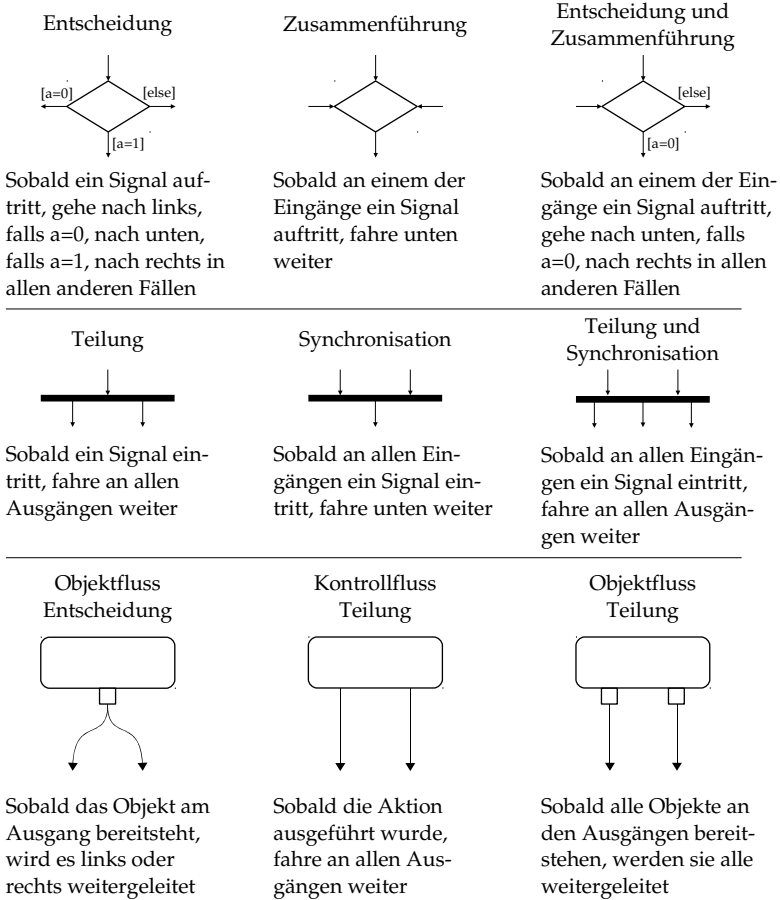 Entscheidung
[a=0]
[else]
[a=1]
Sobald ein Signal auf-
tritt, gehe nach links,
falls a=0, nach unten,
falls a=1, nach rechts in
allen anderen Fällen
Zusammenführung
Sobald an einem der
Eingänge ein Signal
auftritt, fahre unten
weiter
Entscheidung und
Zusammenführung
[else]
[a=0]
Sobald an einem der Ein-
gänge ein Signal auftritt,
gehe nach unten, falls
a=0, nach rechts in allen
anderen Fällen
Teilung
Sobald ein Signal ein-
tritt, fahre an allen
Ausgängen weiter
Synchronisation
Sobald an allen Ein-
gängen ein Signal ein-
tritt, fahre unten weiter
Teilung und
Synchronisation
Sobald an allen Eingän-
gen ein Signal eintritt,
fahre an allen Ausgän-
gen weiter
Objektfluss
Entscheidung
Sobald das Objekt am
Ausgang bereitsteht,
wird es links oder
rechts weitergeleitet
Kontrollfluss
Teilung
Sobald die Aktion
ausgeführt wurde,
fahre an allen Aus-
gängen weiter
Objektfluss
Teilung
Sobald alle Objekte an
den Ausgängen bereit-
stehen, werden sie alle
weitergeleitet